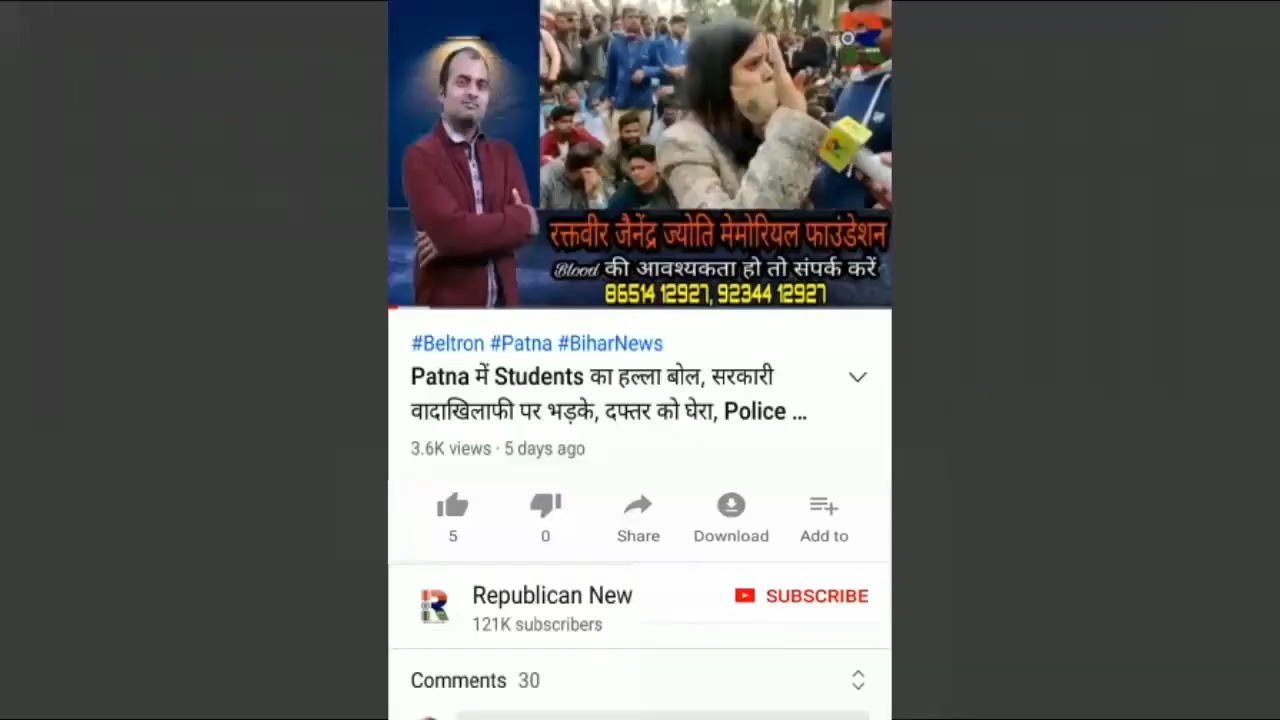 रक्तवीर जैनेंद्र ज्योति मेमोरियल फाउंडेशन
Blood की आवश्यकता हो तो संपर्क करें
86514 12927, 92344 12927
#Beltron #Patna #BiharNews
Patna में Students का हल्ला बोल, सरकारी
वादाखिलाफी पर भड़के, दफ्तर को घेरा, Police ...
3.6K views · 5 days ago
5
0
Share
Download
Add to
Republican New
SUBSCRIBE
121K subscribers
Comments 30